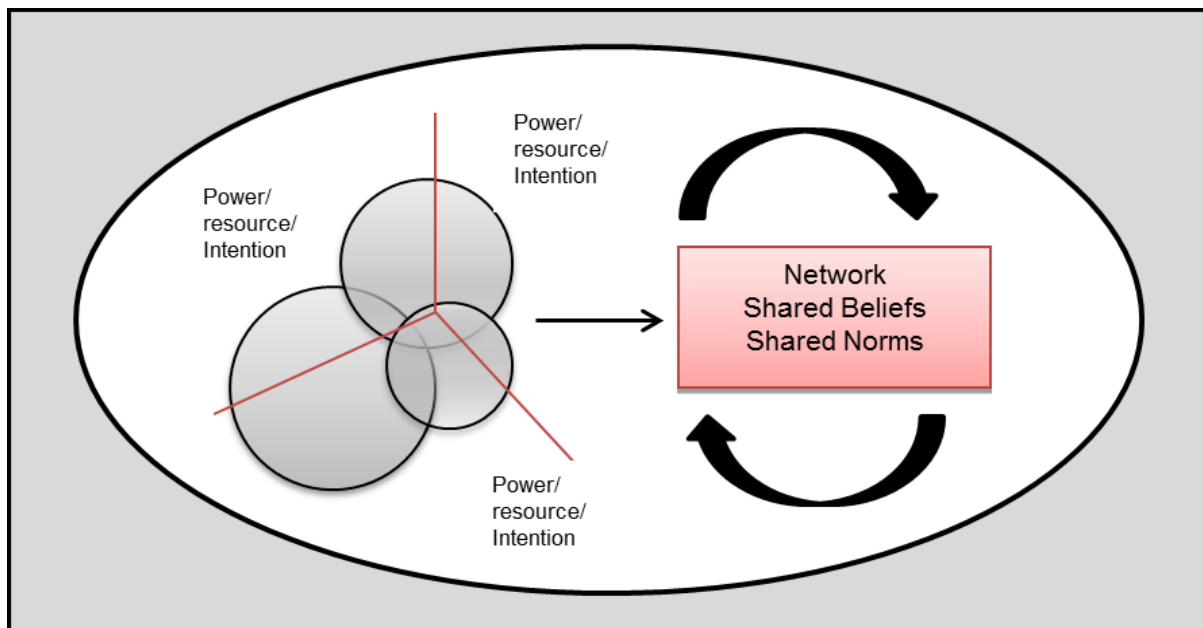 Power/
resource/
Intention
Power/
resource/
Intention
Network
Shared Beliefs
Shared Norms
Power/
resource/
Intention